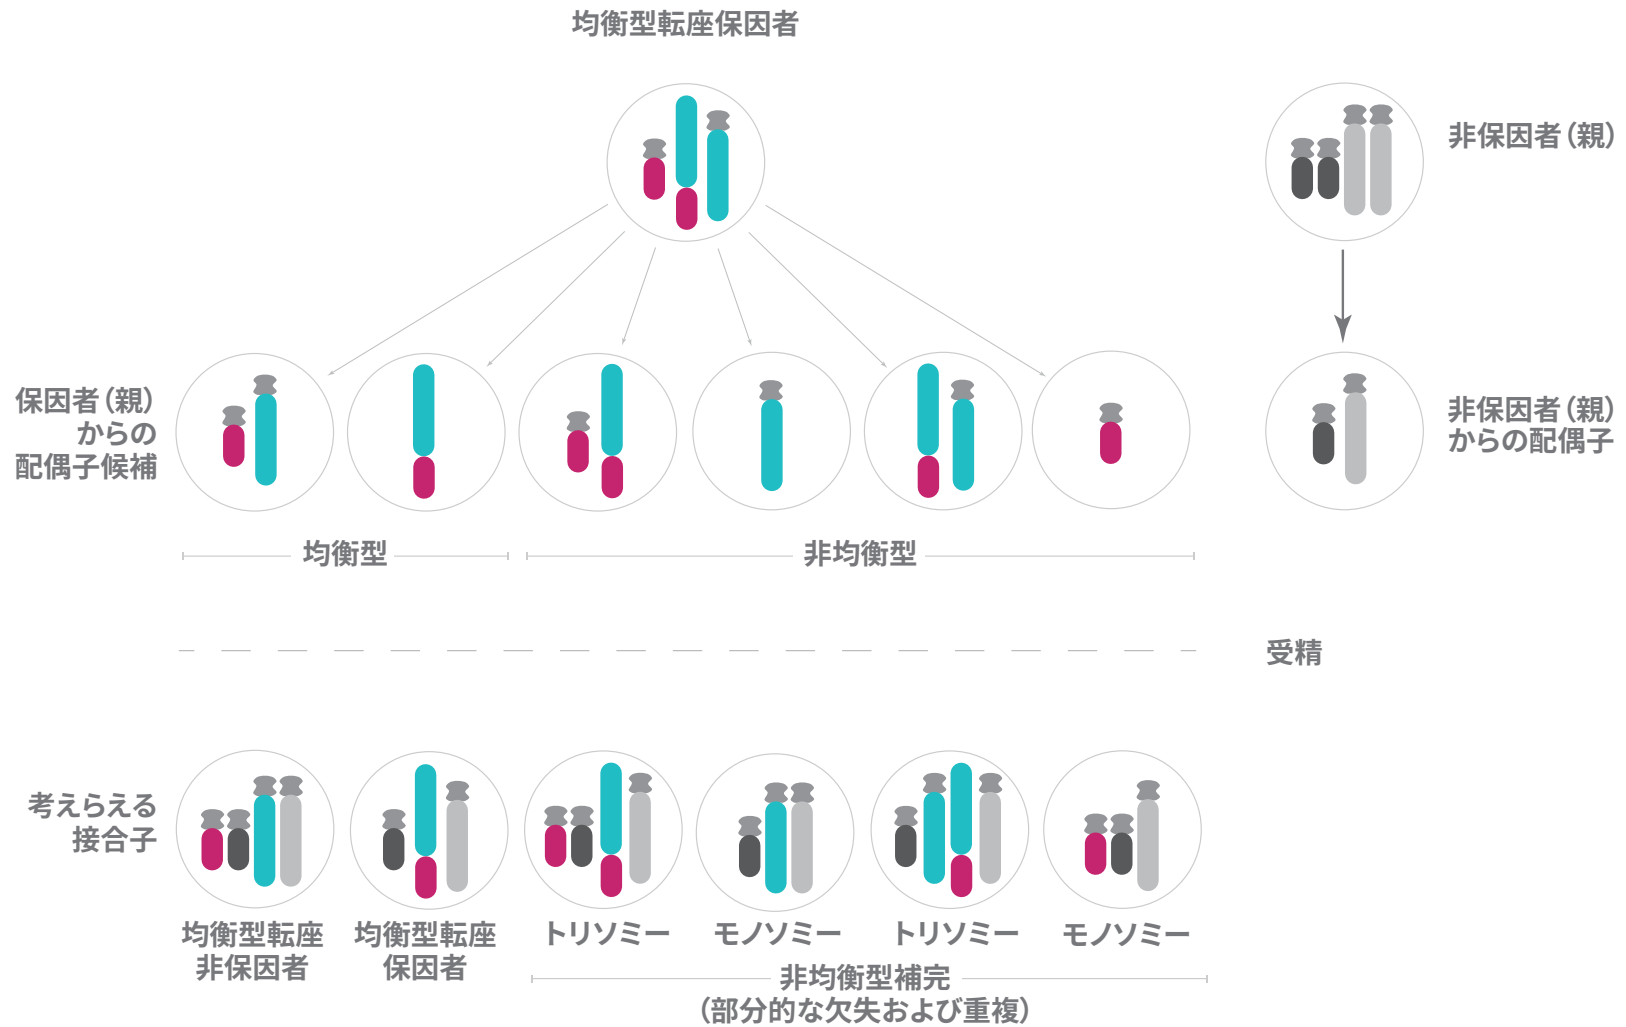 均衡型転座保因者
非保因者（親）
保因者（親）
からの
配偶子候補
非保因者（親）
からの配偶子
均衡型
非均衡型
受精
考えらえる
接合子
均衡型転座
非保因者
均衡型転座
保因者
トリソミー
モノソミー
トリソミー
モノソミー
非均衡型補完
（部分的な欠失および重複）